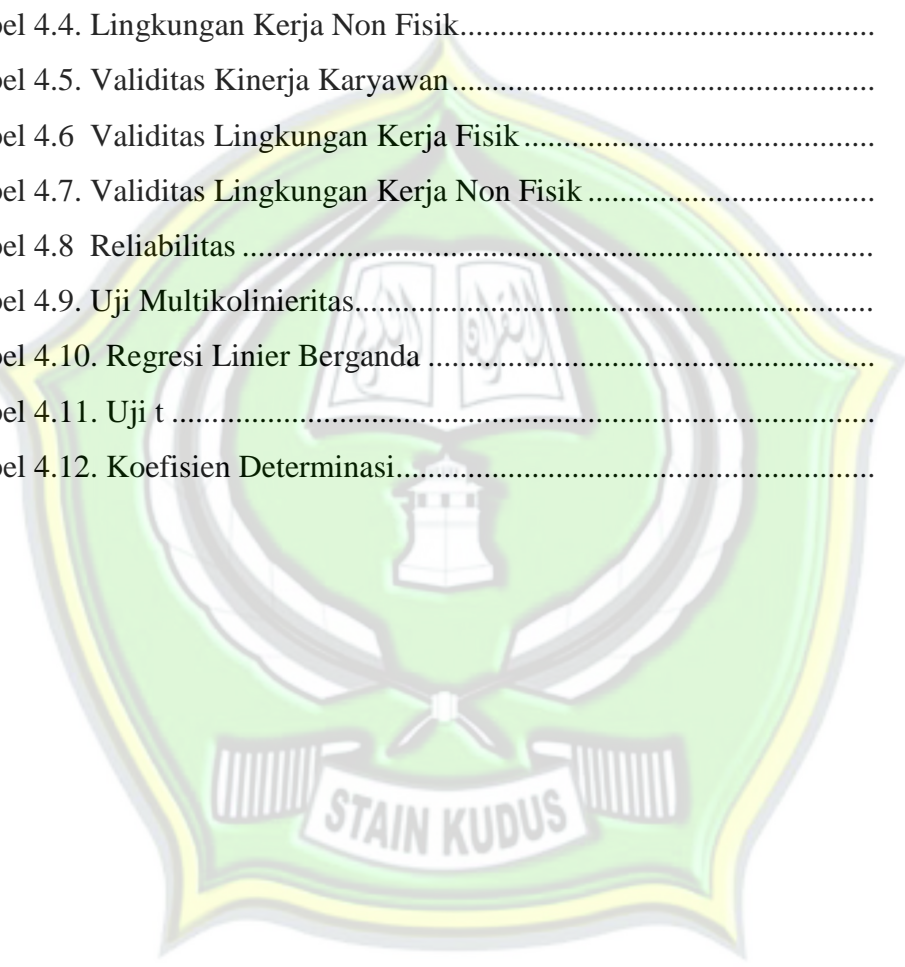 bel 4.4. Lingkungan Kerja Non Fisik..........................................................
bel 4.5. Validitas Kinerja Karyawan..........................................................
bel 4.6  Validitas Lingkungan Kerja Fisik................................................
bel 4.7. Validitas Lingkungan Kerja Non Fisik........................................
bel 4.8  Reliabilitas....................................................................................
bel 4.9. Uji Multikolinieritas......................................................................
bel 4.10. Regresi Linier Berganda.............................................................
bel 4.11. Uji t..............................................................................................
bel 4.12. Koefisien Determinasi.................................................................
STAIN KUDUS